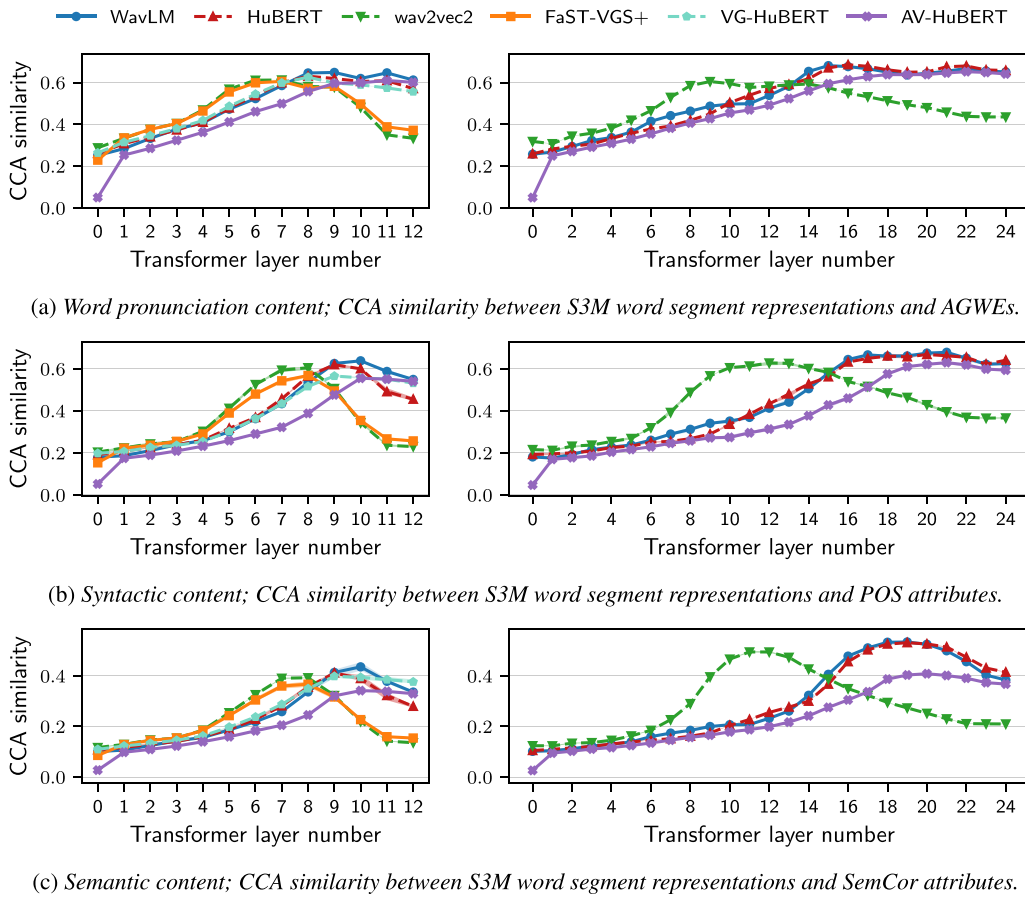 WavLM HuBERT wav2vec2 FaST-VGS+ VG-HuBERT AV-HuBERT
CCA similarity
0.6
0.4
0.2
0.0
0 1 2 3 4 5 6 7 8 9 10 11 12
0 2 4 6 8 10 12 14 16 18 20 22 24
Transformer layer number
Transformer layer number
(a) Word pronunciation content; CCA similarity between S3M word segment representations and AGWEs.
CCA similarity
0.6
0.4
0.2
0.0
0 1 2 3 4 5 6 7 8 9 10 11 12
0 2 4 6 8 10 12 14 16 18 20 22 24
Transformer layer number
Transformer layer number
(b) Syntactic content; CCA similarity between S3M word segment representations and POS attributes.
CCA similarity
0.4
0.2
0.0
0 1 2 3 4 5 6 7 8 9 10 11 12
0 2 4 6 8 10 12 14 16 18 20 22 24
Transformer layer number
Transformer layer number
(c) Semantic content; CCA similarity between S3M word segment representations and SemCor attributes.